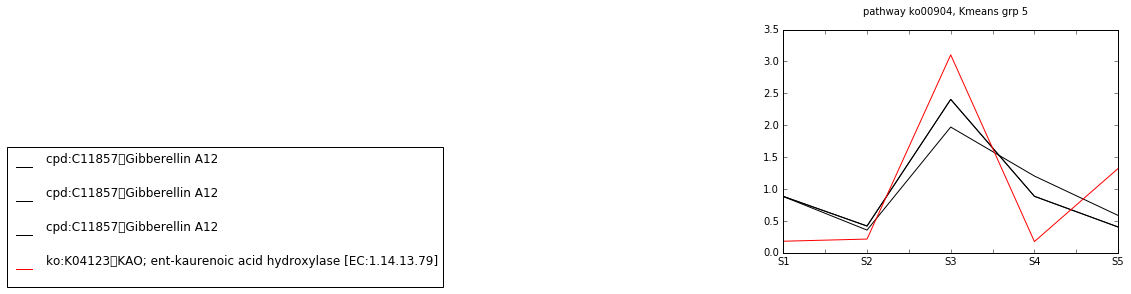 pathway ko00904, Kmeans grp 5
3.5
3.0
2.5
2.0
1.5
1.0
0.5
0.0
S1 S2 S3 S4 S5
cpd:C11857▯Gibberellin A12
cpd:C11857▯Gibberellin A12
cpd:C11857▯Gibberellin A12
ko:K04123▯KAO; ent-kaurenoic acid hydroxylase [EC:1.14.13.79]